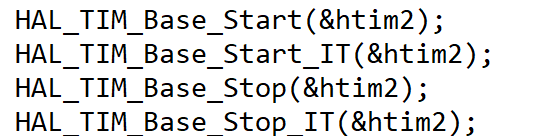 HAL_TIM_Base_Start(&htim2);
HAL_TIM_Base_Start_IT(&htim2);
HAL_TIM_Base_Stop(&htim2);
HAL_TIM_Base_Stop_IT(&htim2);